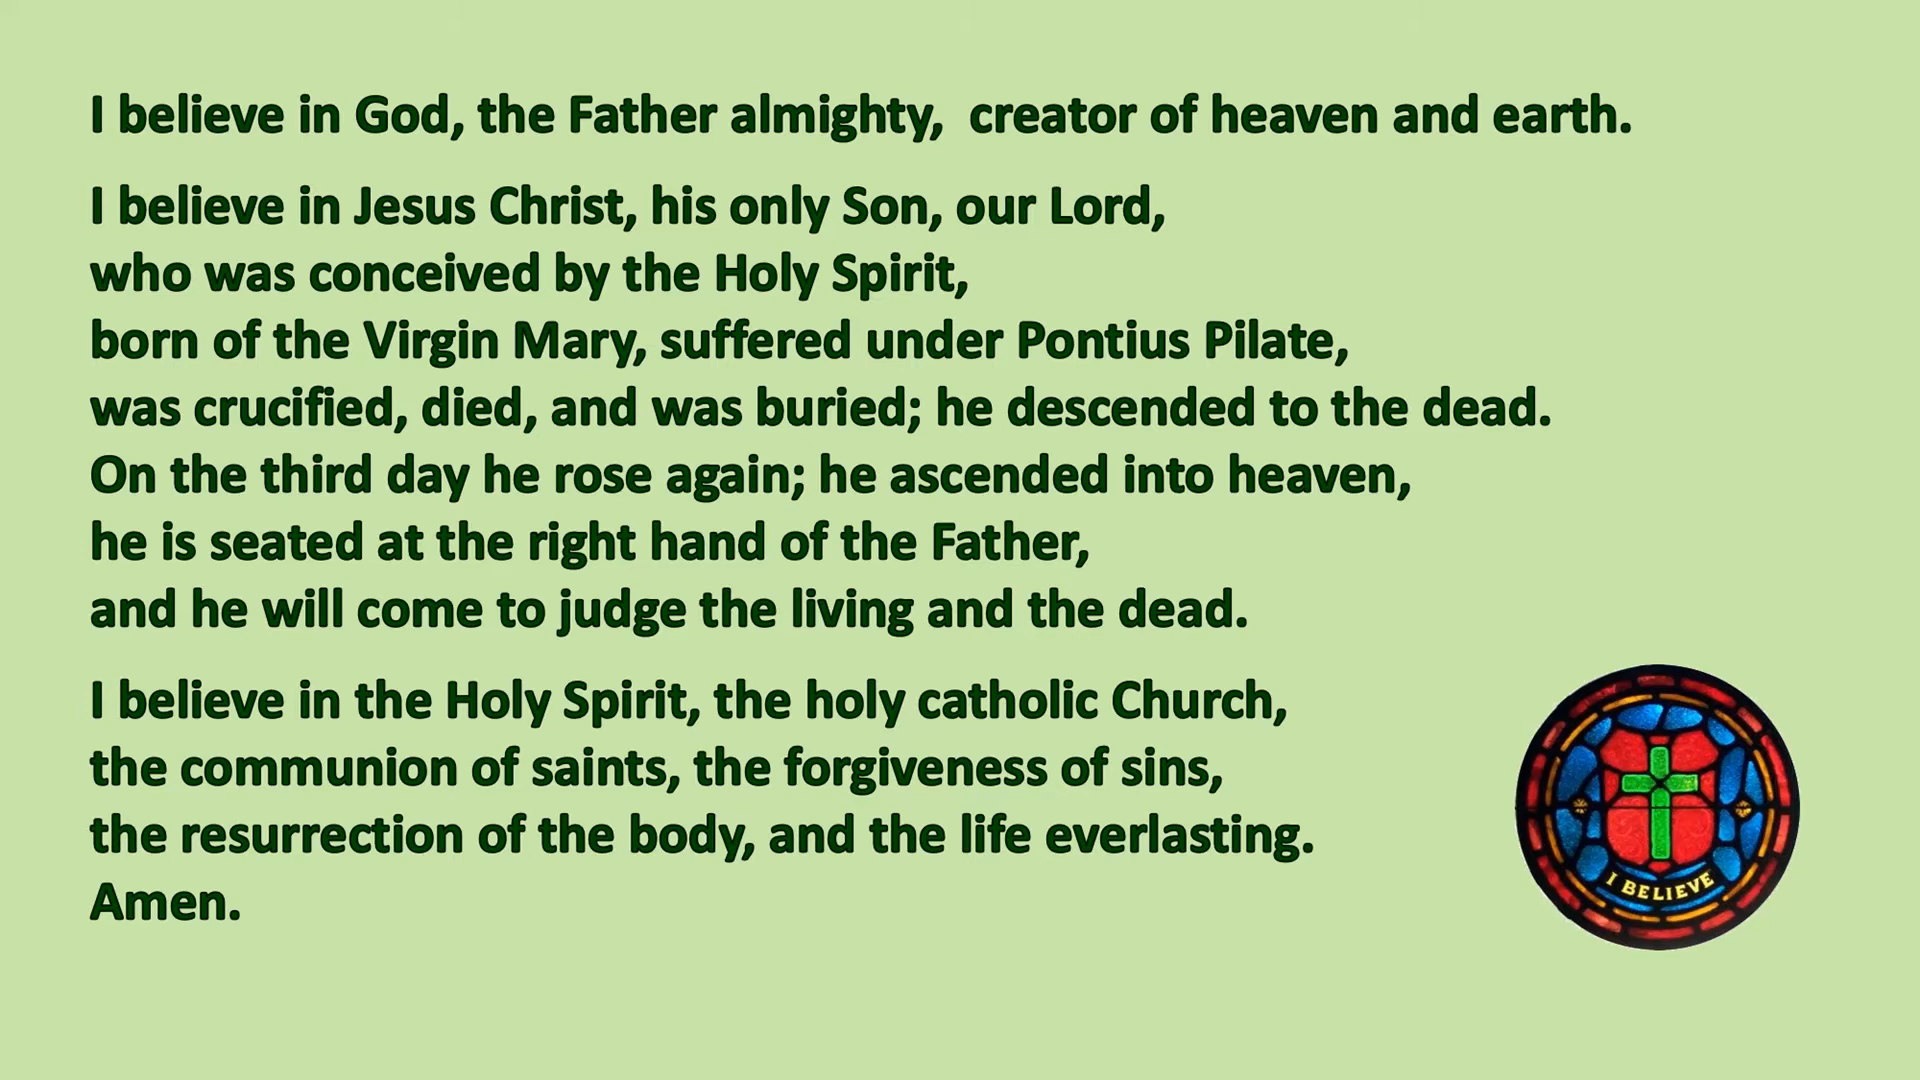 I believe in God, the Father almighty,  creator of heaven and earth.
I believe in Jesus Christ, his only Son, our Lord,
who was conceived by the Holy Spirit,
born of the Virgin Mary, suffered under Pontius Pilate,
was crucified, died, and was buried; he descended to the dead.
On the third day he rose again; he ascended into heaven,
he is seated at the right hand of the Father,
and he will come to judge the living and the dead.
I believe in the Holy Spirit, the holy catholic Church,
the communion of saints, the forgiveness of sins,
the resurrection of the body, and the life everlasting.
Amen.
I BELIEVE